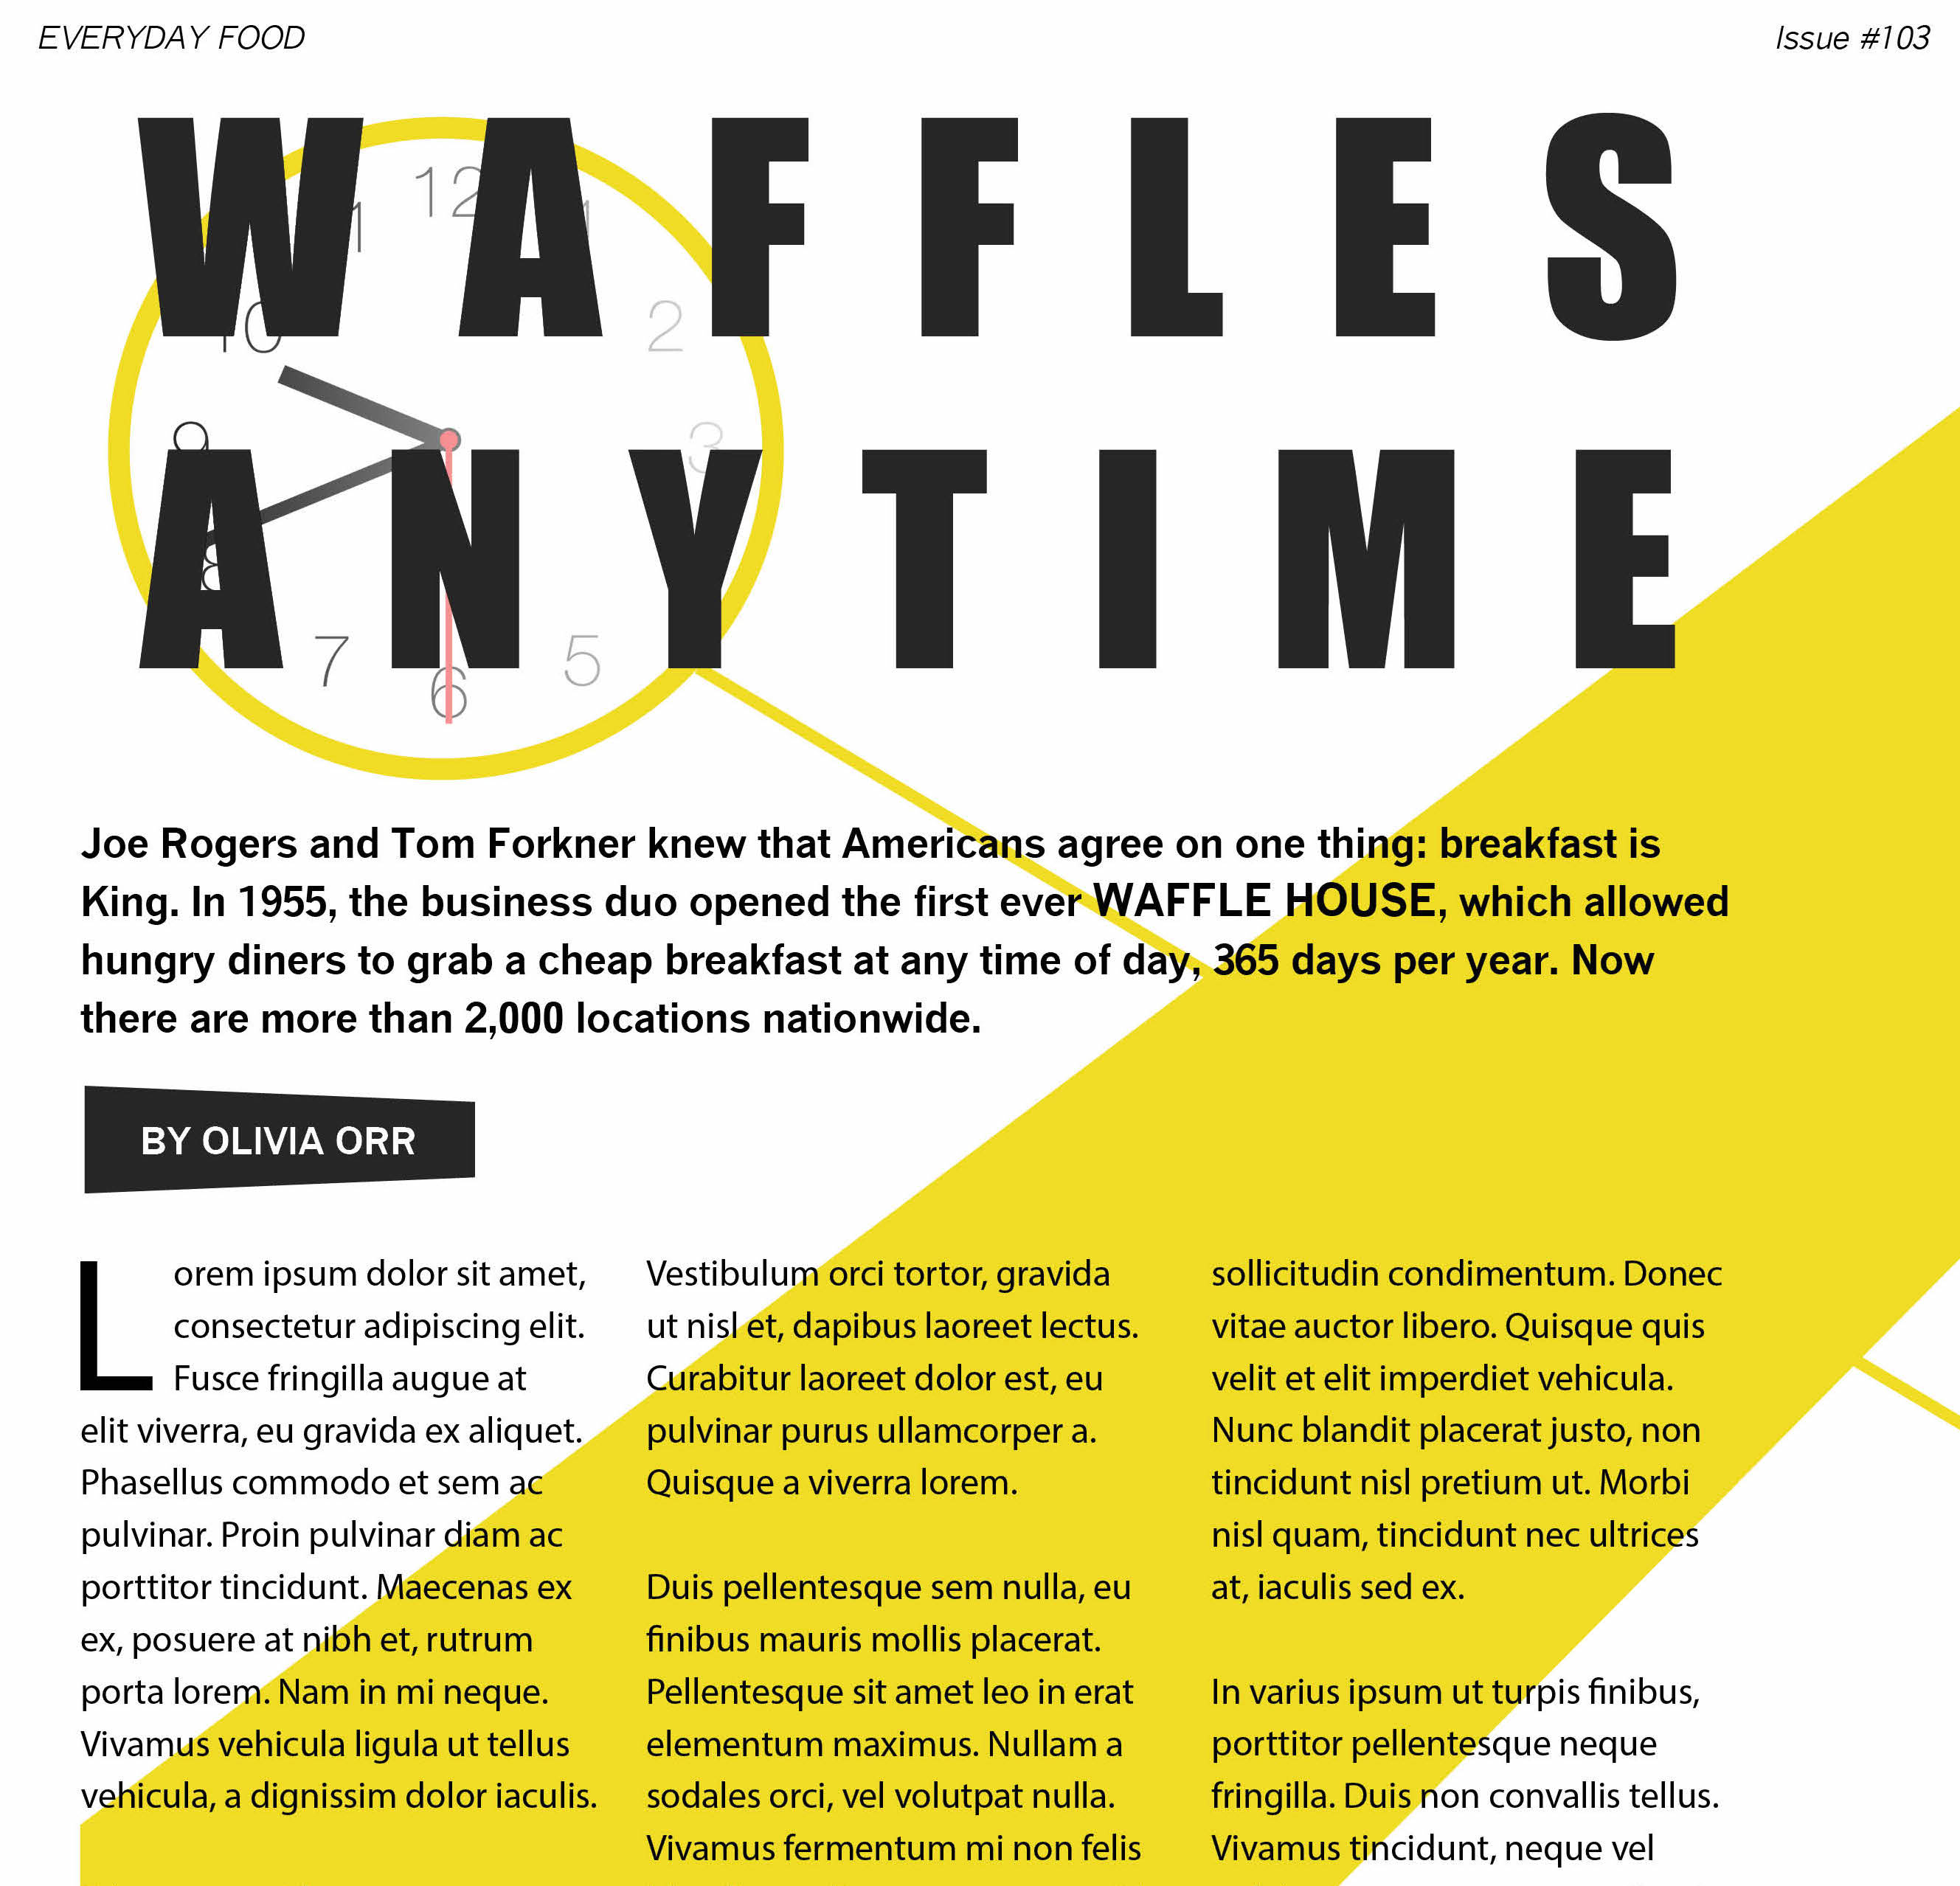 EVERYDAY FOOD
Issue #103
WAFFLES
ANYTIME
12
1
1
2
10
3
9
8
7
5
6
Joe Rogers and Tom Forkner knew that Americans agree on one thing: breakfast is
King. In 1955, the business duo opened the first ever WAFFLE HOUSE, which allowed
hungry diners to grab a cheap breakfast at any time of day, 365 days per year. Now
there are more than 2,000 locations nationwide.
BY OLIVIA ORR
Lorem ipsum dolor sit amet,
consectetur adipiscing elit.
Fusce fringilla augue at
elit viverra, eu gravida ex aliquet.
Phasellus commodo et sem ac
pulvinar. Proin pulvinar diam ac
porttitor tincidunt. Maecenas ex
ex, posuere at nibh et, rutrum
porta lorem. Nam in mi neque.
Vivamus vehicula ligula ut tellus
vehicula, a dignissim dolor iaculis.
Vestibulum orci tortor, gravida
ut nisl et, dapibus laoreet lectus.
Curabitur laoreet dolor est, eu
pulvinar purus ullamcorper a.
Quisque a viverra lorem.
Duis pellentesque sem nulla, eu
finibus mauris mollis placerat.
Pellentesque sit amet leo in erat
elementum maximus. Nullam a
sodales orci, vel volutpat nulla.
Vivamus fermentum mi non felis
sollicitudin condimentum. Donec
vitae auctor libero. Quisque quis
velit et elit imperdiet vehicula.
Nunc blandit placerat justo, non
tincidunt nisl pretium ut. Morbi
nisl quam, tincidunt nec ultrices
at, iaculis sed ex.
In varius ipsum ut turpis finibus,
porttitor pellentesque neque
fringilla. Duis non convallis tellus.
Vivamus tincidunt, neque vel